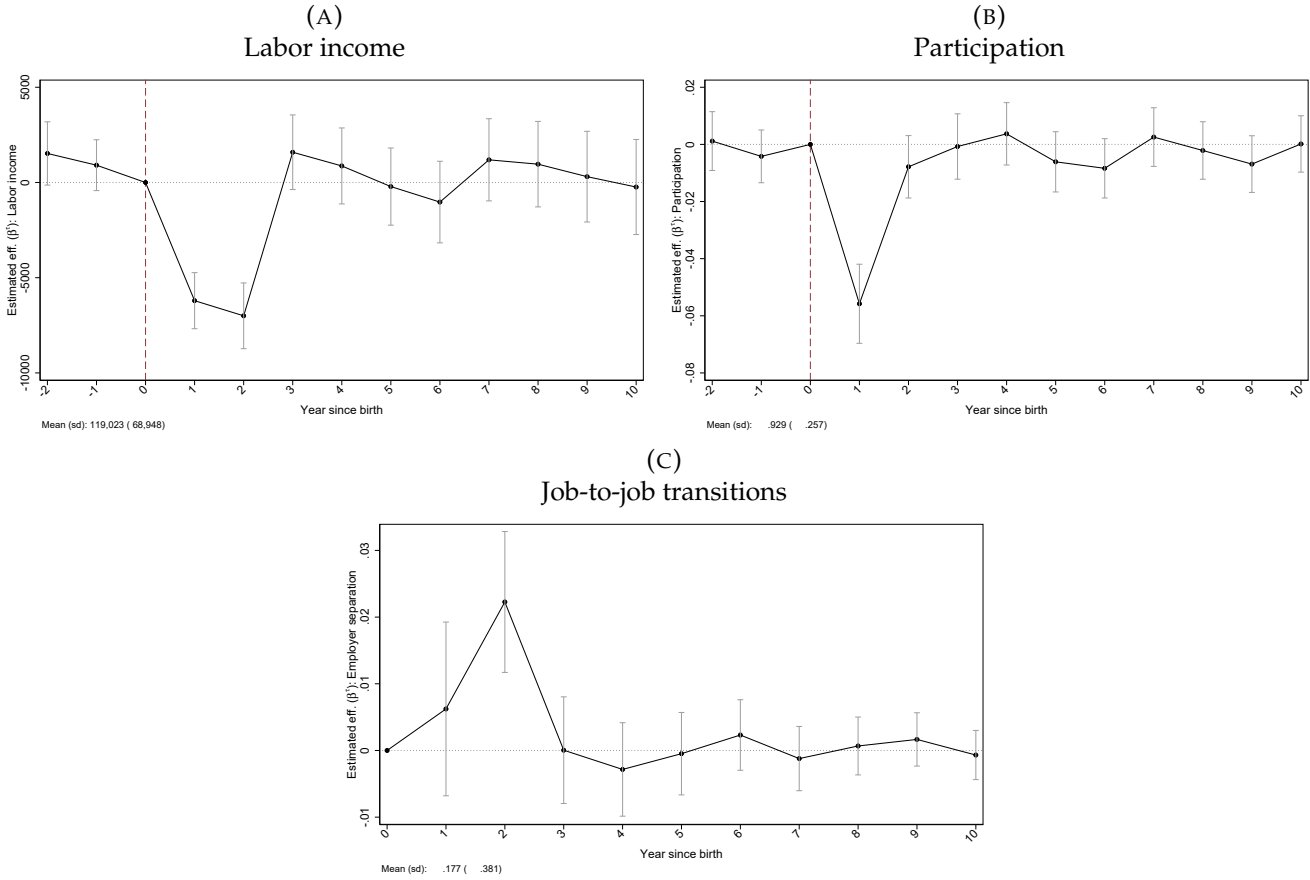 (A)
Labor income
Estimated eff. (β¹): Labor income
5000
0
-5000
-10000
-2 -1 0 1 2 3 4 5 6 7 8 9 10
Year since birth
Mean (sd): 119,023 ( 68,948)
(B)
Participation
Estimated eff. (β¹): Participation
.02
0
-.02
-.04
-.06
-.08
-2 -1 0 1 2 3 4 5 6 7 8 9 10
Year since birth
Mean (sd): .929 ( .257)
(C)
Job-to-job transitions
Estimated eff. (β¹): Employer separation
.03
.02
.01
0
-.01
0 1 2 3 4 5 6 7 8 9 10
Year since birth
Mean (sd): .177 ( .381)